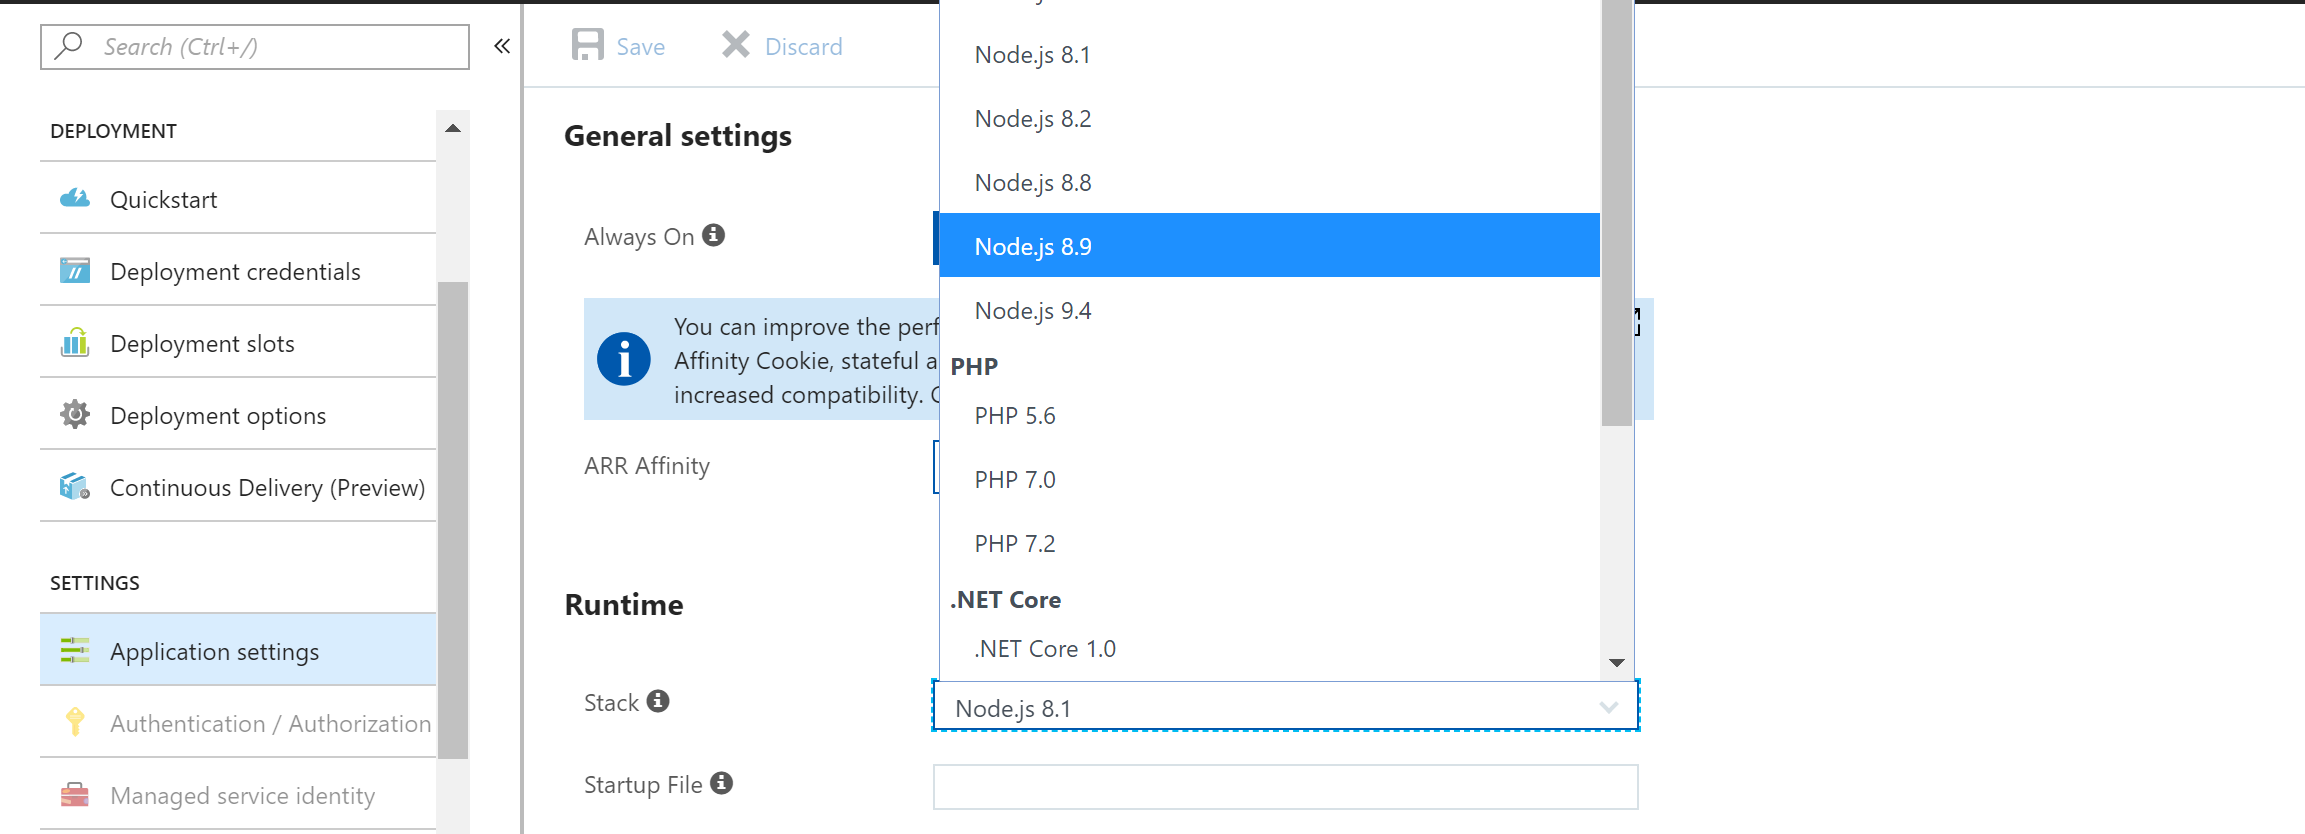 Search (Ctrl+/)
«
DEPLOYMENT
Quickstart
Deployment credentials
Deployment slots
Deployment options
Continuous Delivery (Preview)
SETTINGS
Application settings
Authentication / Authorization
Managed service identity
Save
Discard
General settings
Always On
You can improve the perf
Affinity Cookie, stateful a
increased compatibility.
ARR Affinity
Runtime
Stack
Node.js 8.1
Startup File
Node.js 8.1
Node.js 8.2
Node.js 8.8
Node.js 8.9
Node.js 9.4
PHP
PHP 5.6
PHP 7.0
PHP 7.2
.NET Core
.NET Core 1.0